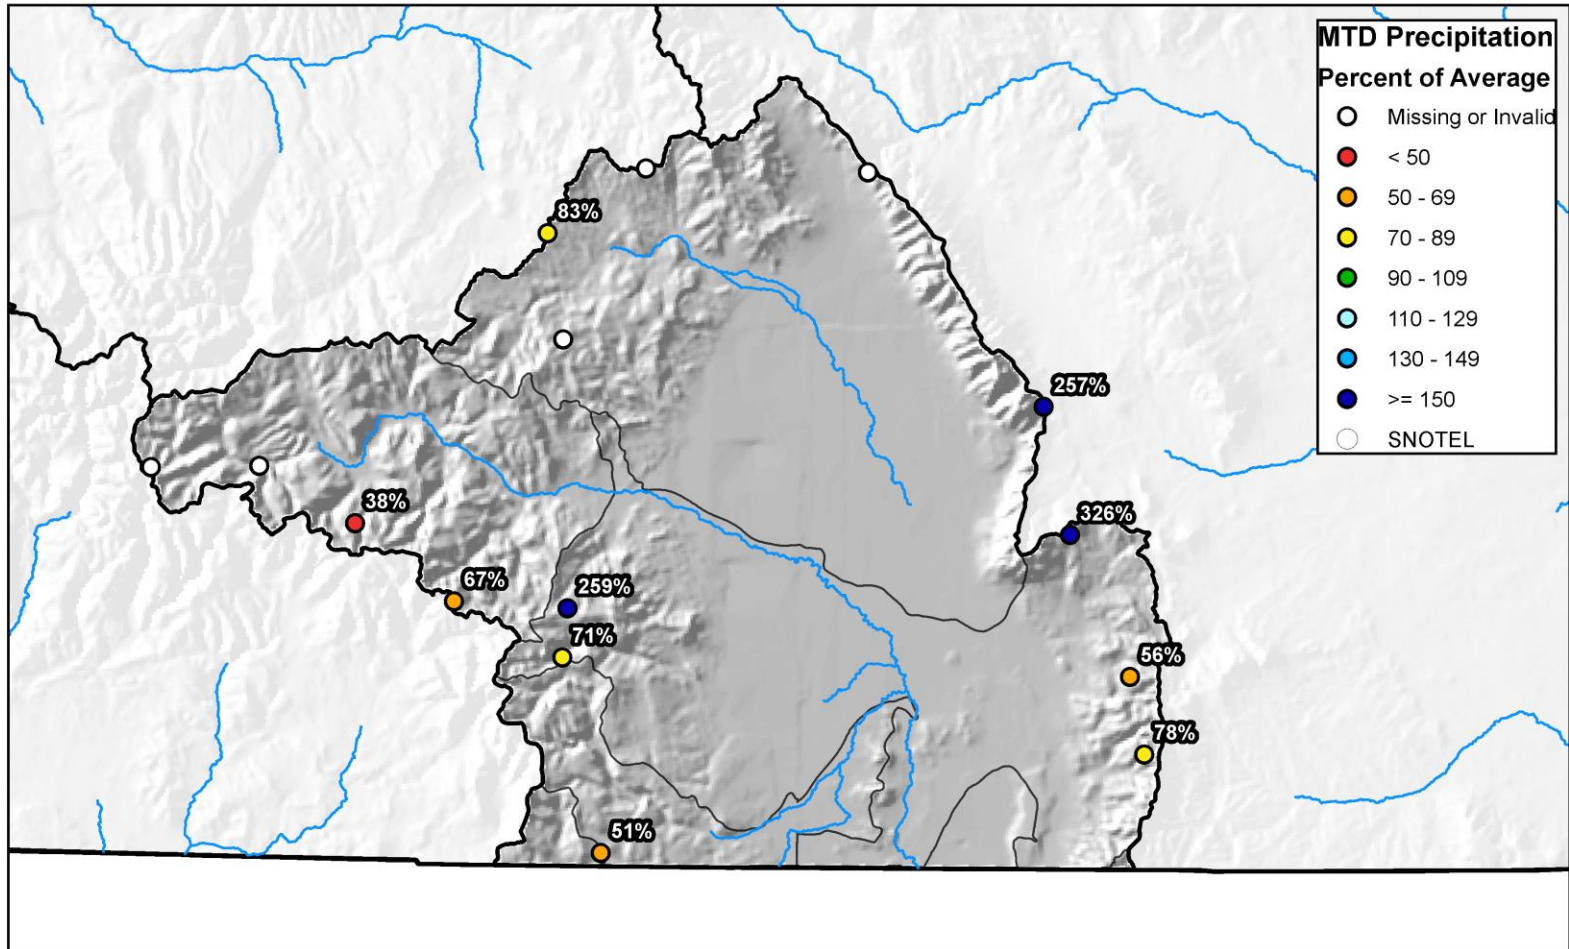 MTD Precipitation
Percent of Average
Missing or Invalid
< 50
50 - 69
70 - 89
90 - 109
110 - 129
130 - 149
>= 150
SNOTEL
83%
257%
38%
326%
67%
259%
71%
56%
78%
51%